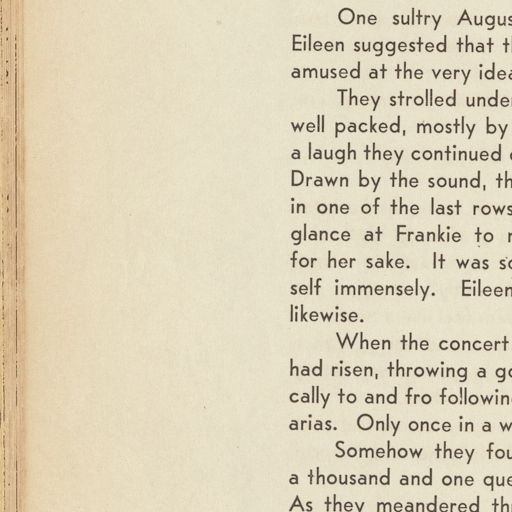 One sultry Augus
Eileen suggested that t
amused at the very idea
They strolled unde
well packed, mostly by
a laugh they continued
Drawn by the sound, th
in one of the last rows
glance at Frankie to
for her sake. It was s
self immensely. Eileen
likewise.
When the concert
had risen, throwing a g
cally to and fro followin
arias. Only once in a w
Somehow they fou
a thousand and one que
As they meandered th